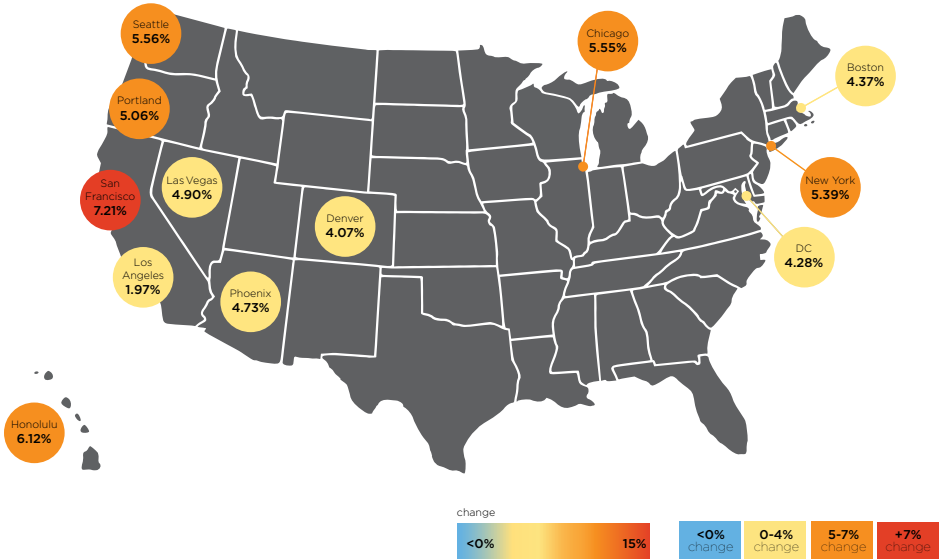 Seattle
5.56%
Chicago
5.55%
Boston
4.37%
Portland
5.06%
San
Francisco
7.21%
Las Vegas
4.90%
New York
5.39%
Denver
4.07%
DC
4.28%
Los
Angeles
1.97%
Phoenix
4.73%
Honolulu
6.12%
change
<0%
15%
<0%
change
0-4%
change
5-7%
change
+7%
change